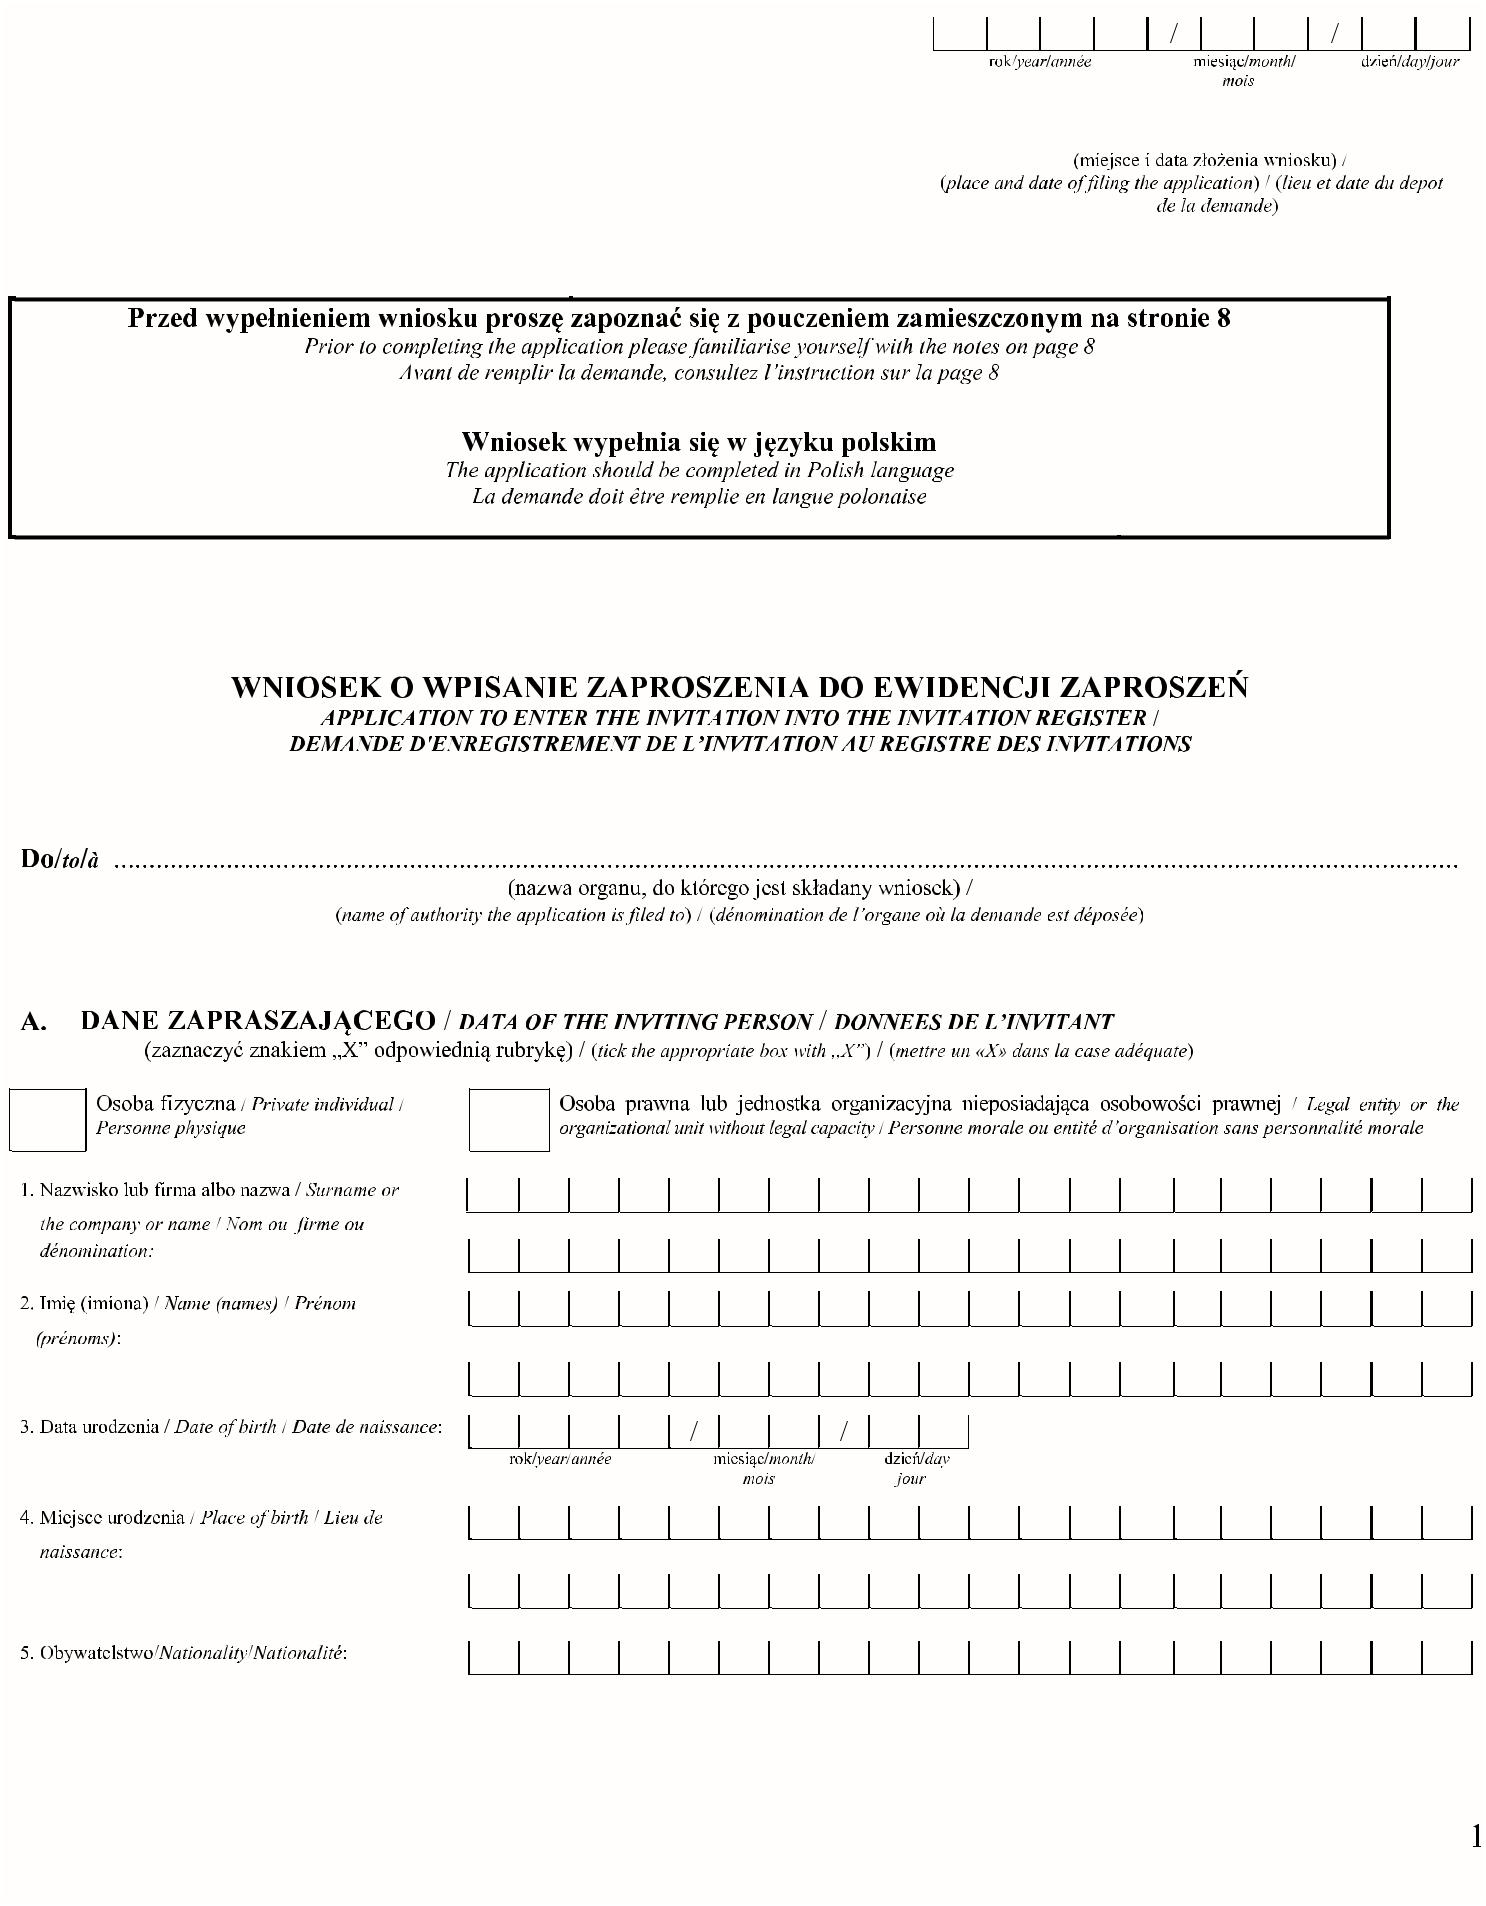 / /
rok/year/année miesiąc/month/ dzień/day/jour
mois
(miejsce i data złożenia wniosku) /
(place and date of filing the application) / (lieu et date du depot
de la demande)
Przed wypełnieniem wniosku proszę zapoznać się z pouczeniem zamieszczonym na stronie 8
Prior to completing the application please familiarise yourself with the notes on page 8
Avant de remplir la demande, consultez l’instruction sur la page 8
Wniosek wypełnia się w języku polskim
The application should be completed in Polish language
La demande doit être remplie en langue polonaise
WNIOSEK O WPISANIE ZAPROSZENIA DO EWIDENCJI ZAPROSZEŃ
APPLICATION TO ENTER THE INVITATION INTO THE INVITATION REGISTER /
DEMANDE D'ENREGISTREMENT DE L’INVITATION AU REGISTRE DES INVITATIONS
Do/to/à ........................................................................................................................
(nazwa organu, do którego jest składany wniosek) /
(name of authority the application is filed to) / (dénomination de l’organe où la demande est déposée)
A. DANE ZAPRASZAJĄCEGO / DATA OF THE INVITING PERSON / DONNEES DE L’INVITANT
(zaznaczyć znakiem „X” odpowiednią rubrykę) / (tick the appropriate box with „X”) / (mettre un «X» dans la case adéquate)
Osoba fizyczna / Private individual /
Personne physique
Osoba prawna lub jednostka organizacyjna nieposiadająca osobowości prawnej / Legal entity or the
organizational unit without legal capacity / Personne morale ou entité d’organisation sans personnalité morale
1. Nazwisko lub firma albo nazwa / Surname or
the company or name / Nom ou firme ou
dénomination:
2. Imię (imiona) / Name (names) / Prénom
(prénoms):
3. Data urodzenia / Date of birth / Date de naissance: / /
rok/year/année miesiąc/month/ dzień/day
mois jour
4. Miejsce urodzenia / Place of birth / Lieu de
naissance:
5. Obywatelstwo/Nationality/Nationalité:
1